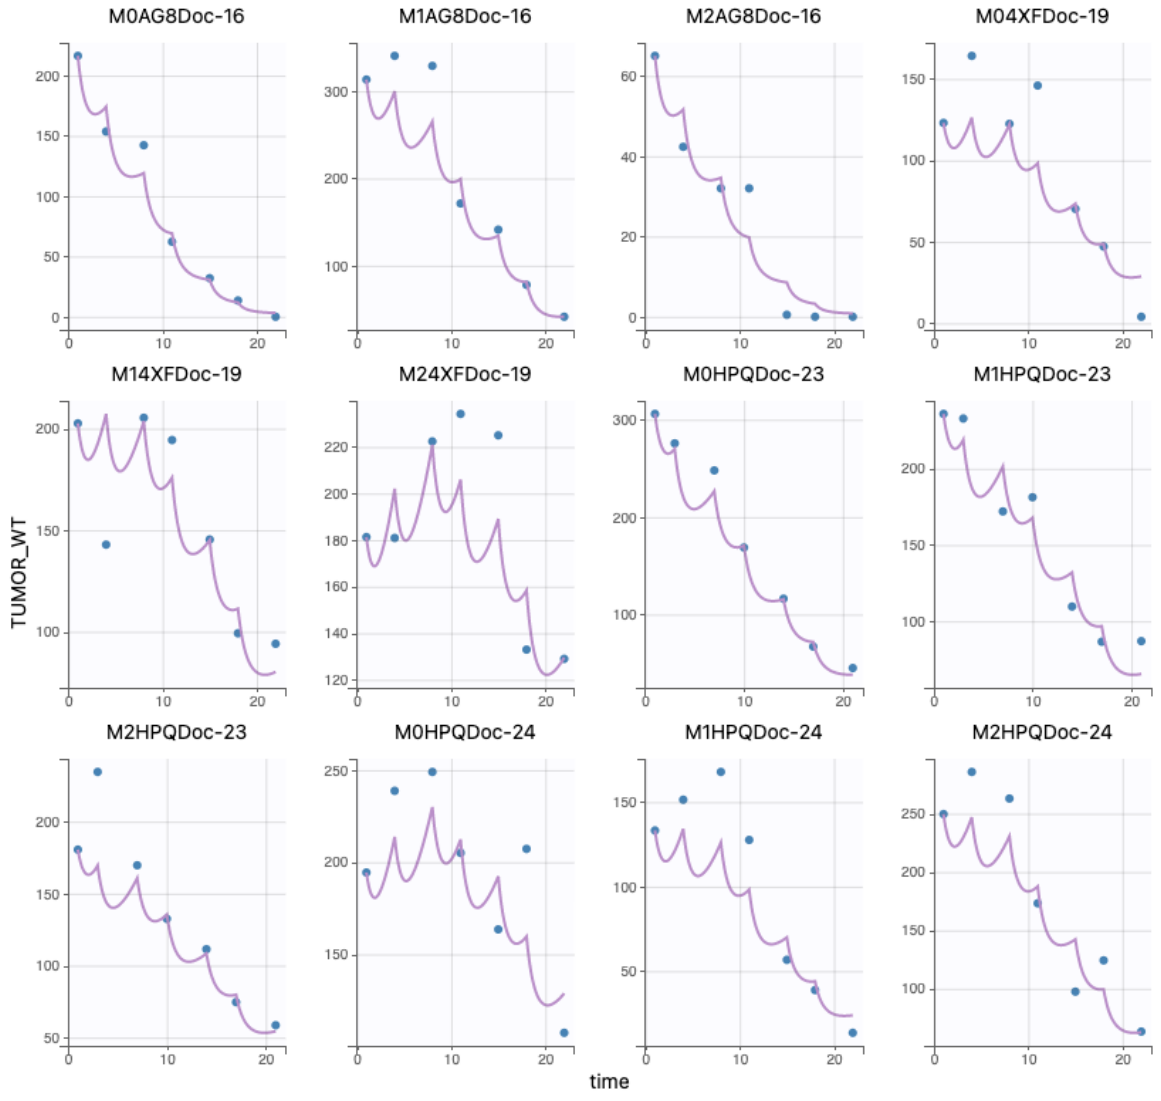 M0AG8Doc-16 M1AG8Doc-16 M2AG8Doc-16 M04XFDoc-19
200 150 100 50 0
0 10 20
300 200 100
0 10 20
60 40 20 0
0 10 20
150 100 50 0
0 10 20
M14XFDoc-19 M24XFDoc-19 M0HPQDoc-23 M1HPQDoc-23
200 150 100
0 10 20
220 200 180 160 140 120
0 10 20
300 200 100
0 10 20
200 150 100
0 10 20
TUMOR_WT
M2HPQDoc-23 M0HPQDoc-24 M1HPQDoc-24 M2HPQDoc-24
200 150 100 50
0 10 20
250 200 150
0 10 20
150 100 50
0 10 20
250 200 150 100
0 10 20
time